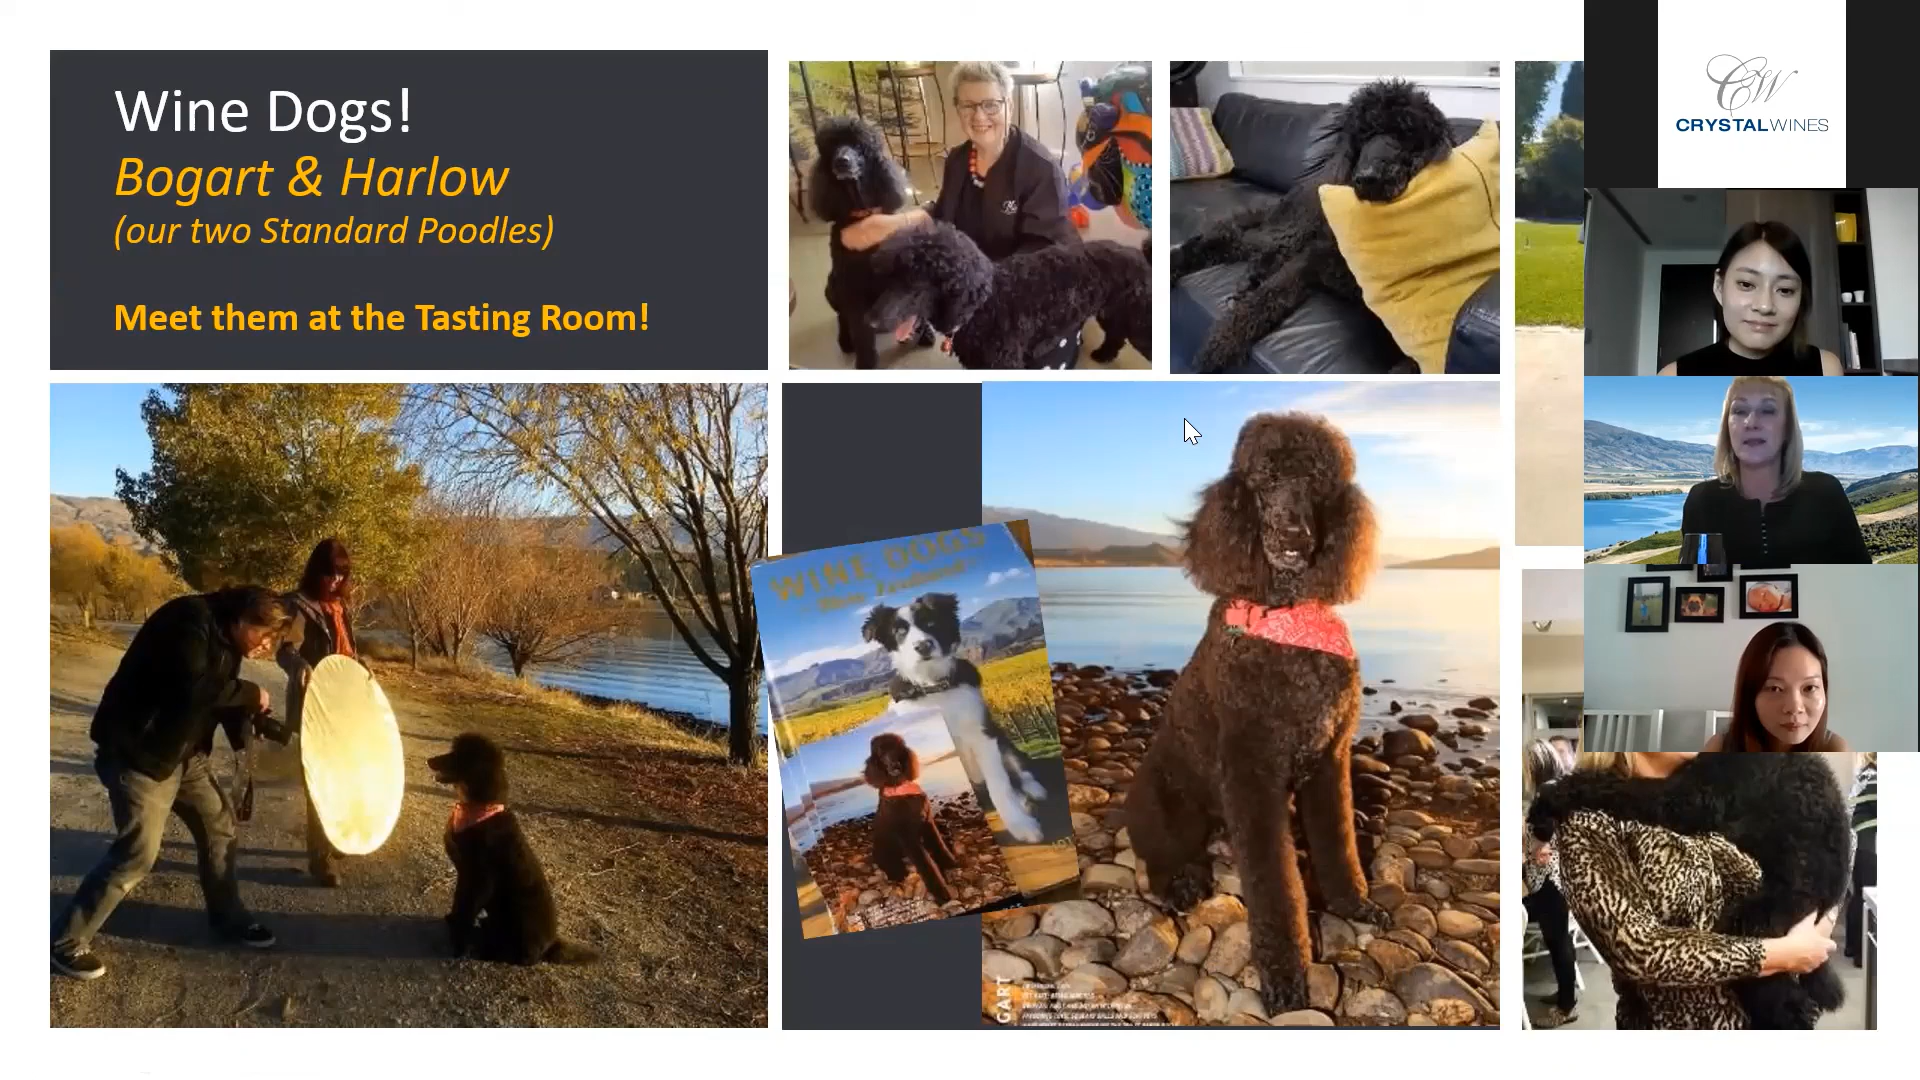 Wine Dogs!
Bogart & Harlow
(our two Standard Poodles)
Meet them at the Tasting Room!
CW
CRYSTALWINES
WINE DOGS
GART